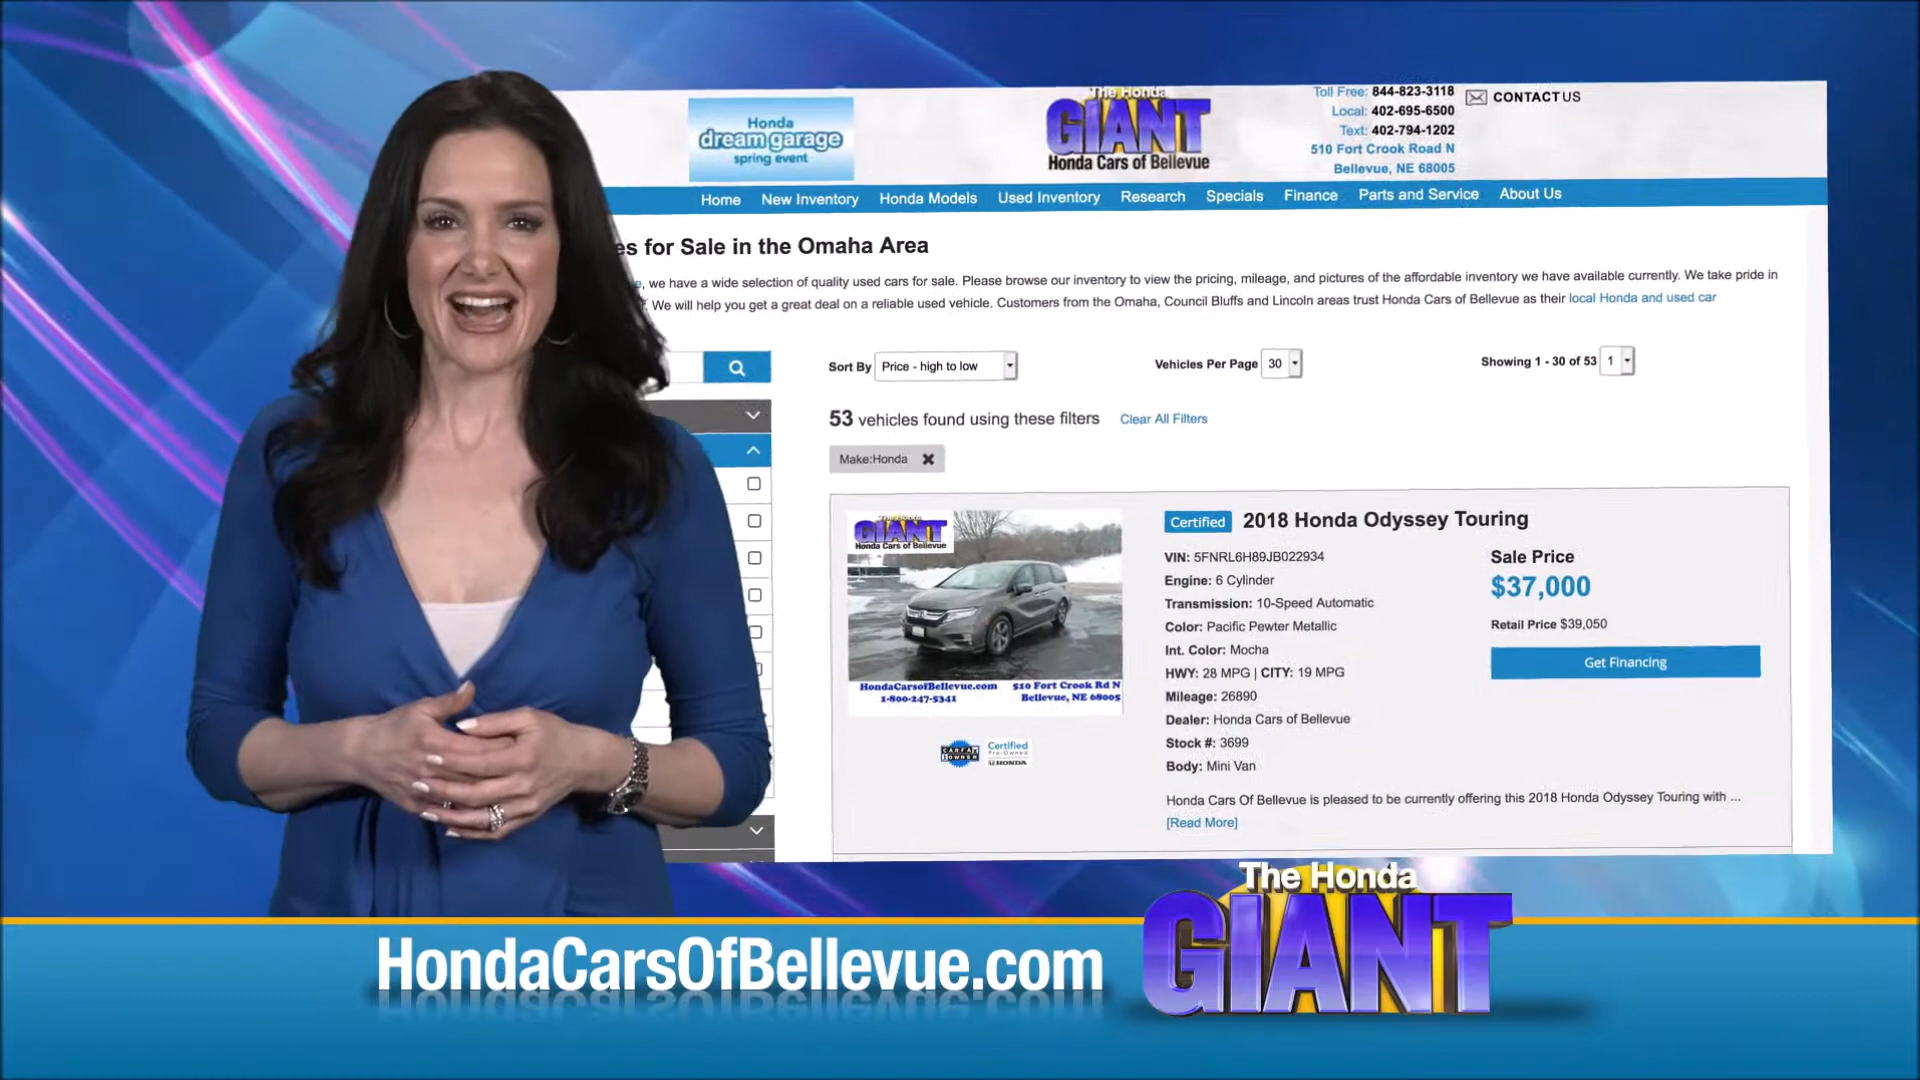 Honda
dream garage
spring event
The Honda
GIANT
Honda Cars of Bellevue
Toll Free: 844-823-3118
Local: 402-695-6500
Text: 402-794-1202
510 Fort Crook Road N
Bellevue, NE 68005
CONTACT US
Home New Inventory Honda Models Used Inventory Research Specials Finance Parts and Service About Us
es for Sale in the Omaha Area
e, we have a wide selection of quality used cars for sale. Please browse our inventory to view the pricing, mileage, and pictures of the affordable inventory we have available currently. We take pride in
. We will help you get a great deal on a reliable used vehicle. Customers from the Omaha, Council Bluffs and Lincoln areas trust Honda Cars of Bellevue as their local Honda and used car
Sort By Price - high to low
Vehicles Per Page 30
Showing 1 - 30 of 53 1
53 vehicles found using these filters Clear All Filters
Make:Honda
The Honda
GIANT
Honda Cars of Bellevue
HondaCarsofBellevue.com 510 Fort Crook Rd N
1-800-247-5341 Bellevue, NE 68005
CARFAX
1 OWNER
Certified
Pre-Owned
HONDA
Certified 2018 Honda Odyssey Touring
VIN: 5FNRL6H89JB022934
Engine: 6 Cylinder
Transmission: 10-Speed Automatic
Color: Pacific Pewter Metallic
Int. Color: Mocha
HWY: 28 MPG | CITY: 19 MPG
Mileage: 26890
Dealer: Honda Cars of Bellevue
Stock #: 3699
Body: Mini Van
Sale Price
$37,000
Retail Price $39,050
Get Financing
Honda Cars Of Bellevue is pleased to be currently offering this 2018 Honda Odyssey Touring with ...
[Read More]
HondaCarsOfBellevue.com
The Honda
GIANT